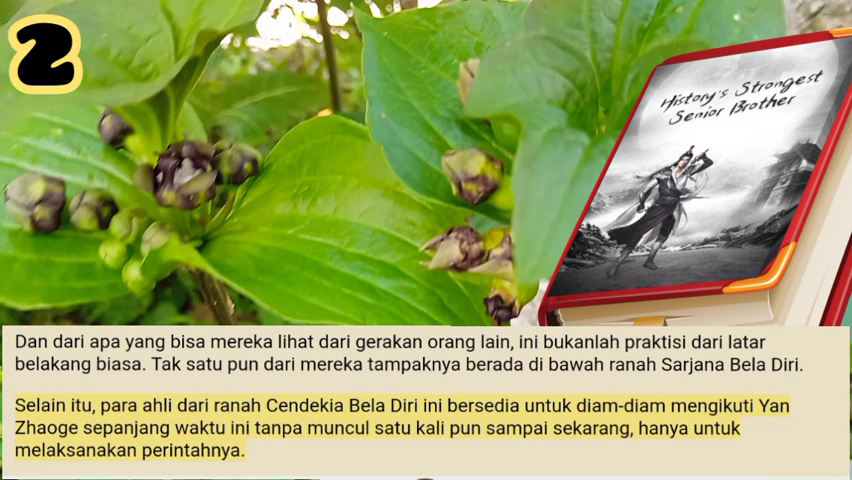 2
History's Strongest
Senior Brother
Dan dari apa yang bisa mereka lihat dari gerakan orang lain, ini bukanlah praktisi dari latar
belakang biasa. Tak satu pun dari mereka tampaknya berada di bawah ranah Sarjana Bela Diri.
Selain itu, para ahli dari ranah Cendekia Bela Diri ini bersedia untuk diam-diam mengikuti Yan
Zhaoge sepanjang waktu ini tanpa muncul satu kali pun sampai sekarang, hanya untuk
melaksanakan perintahnya.